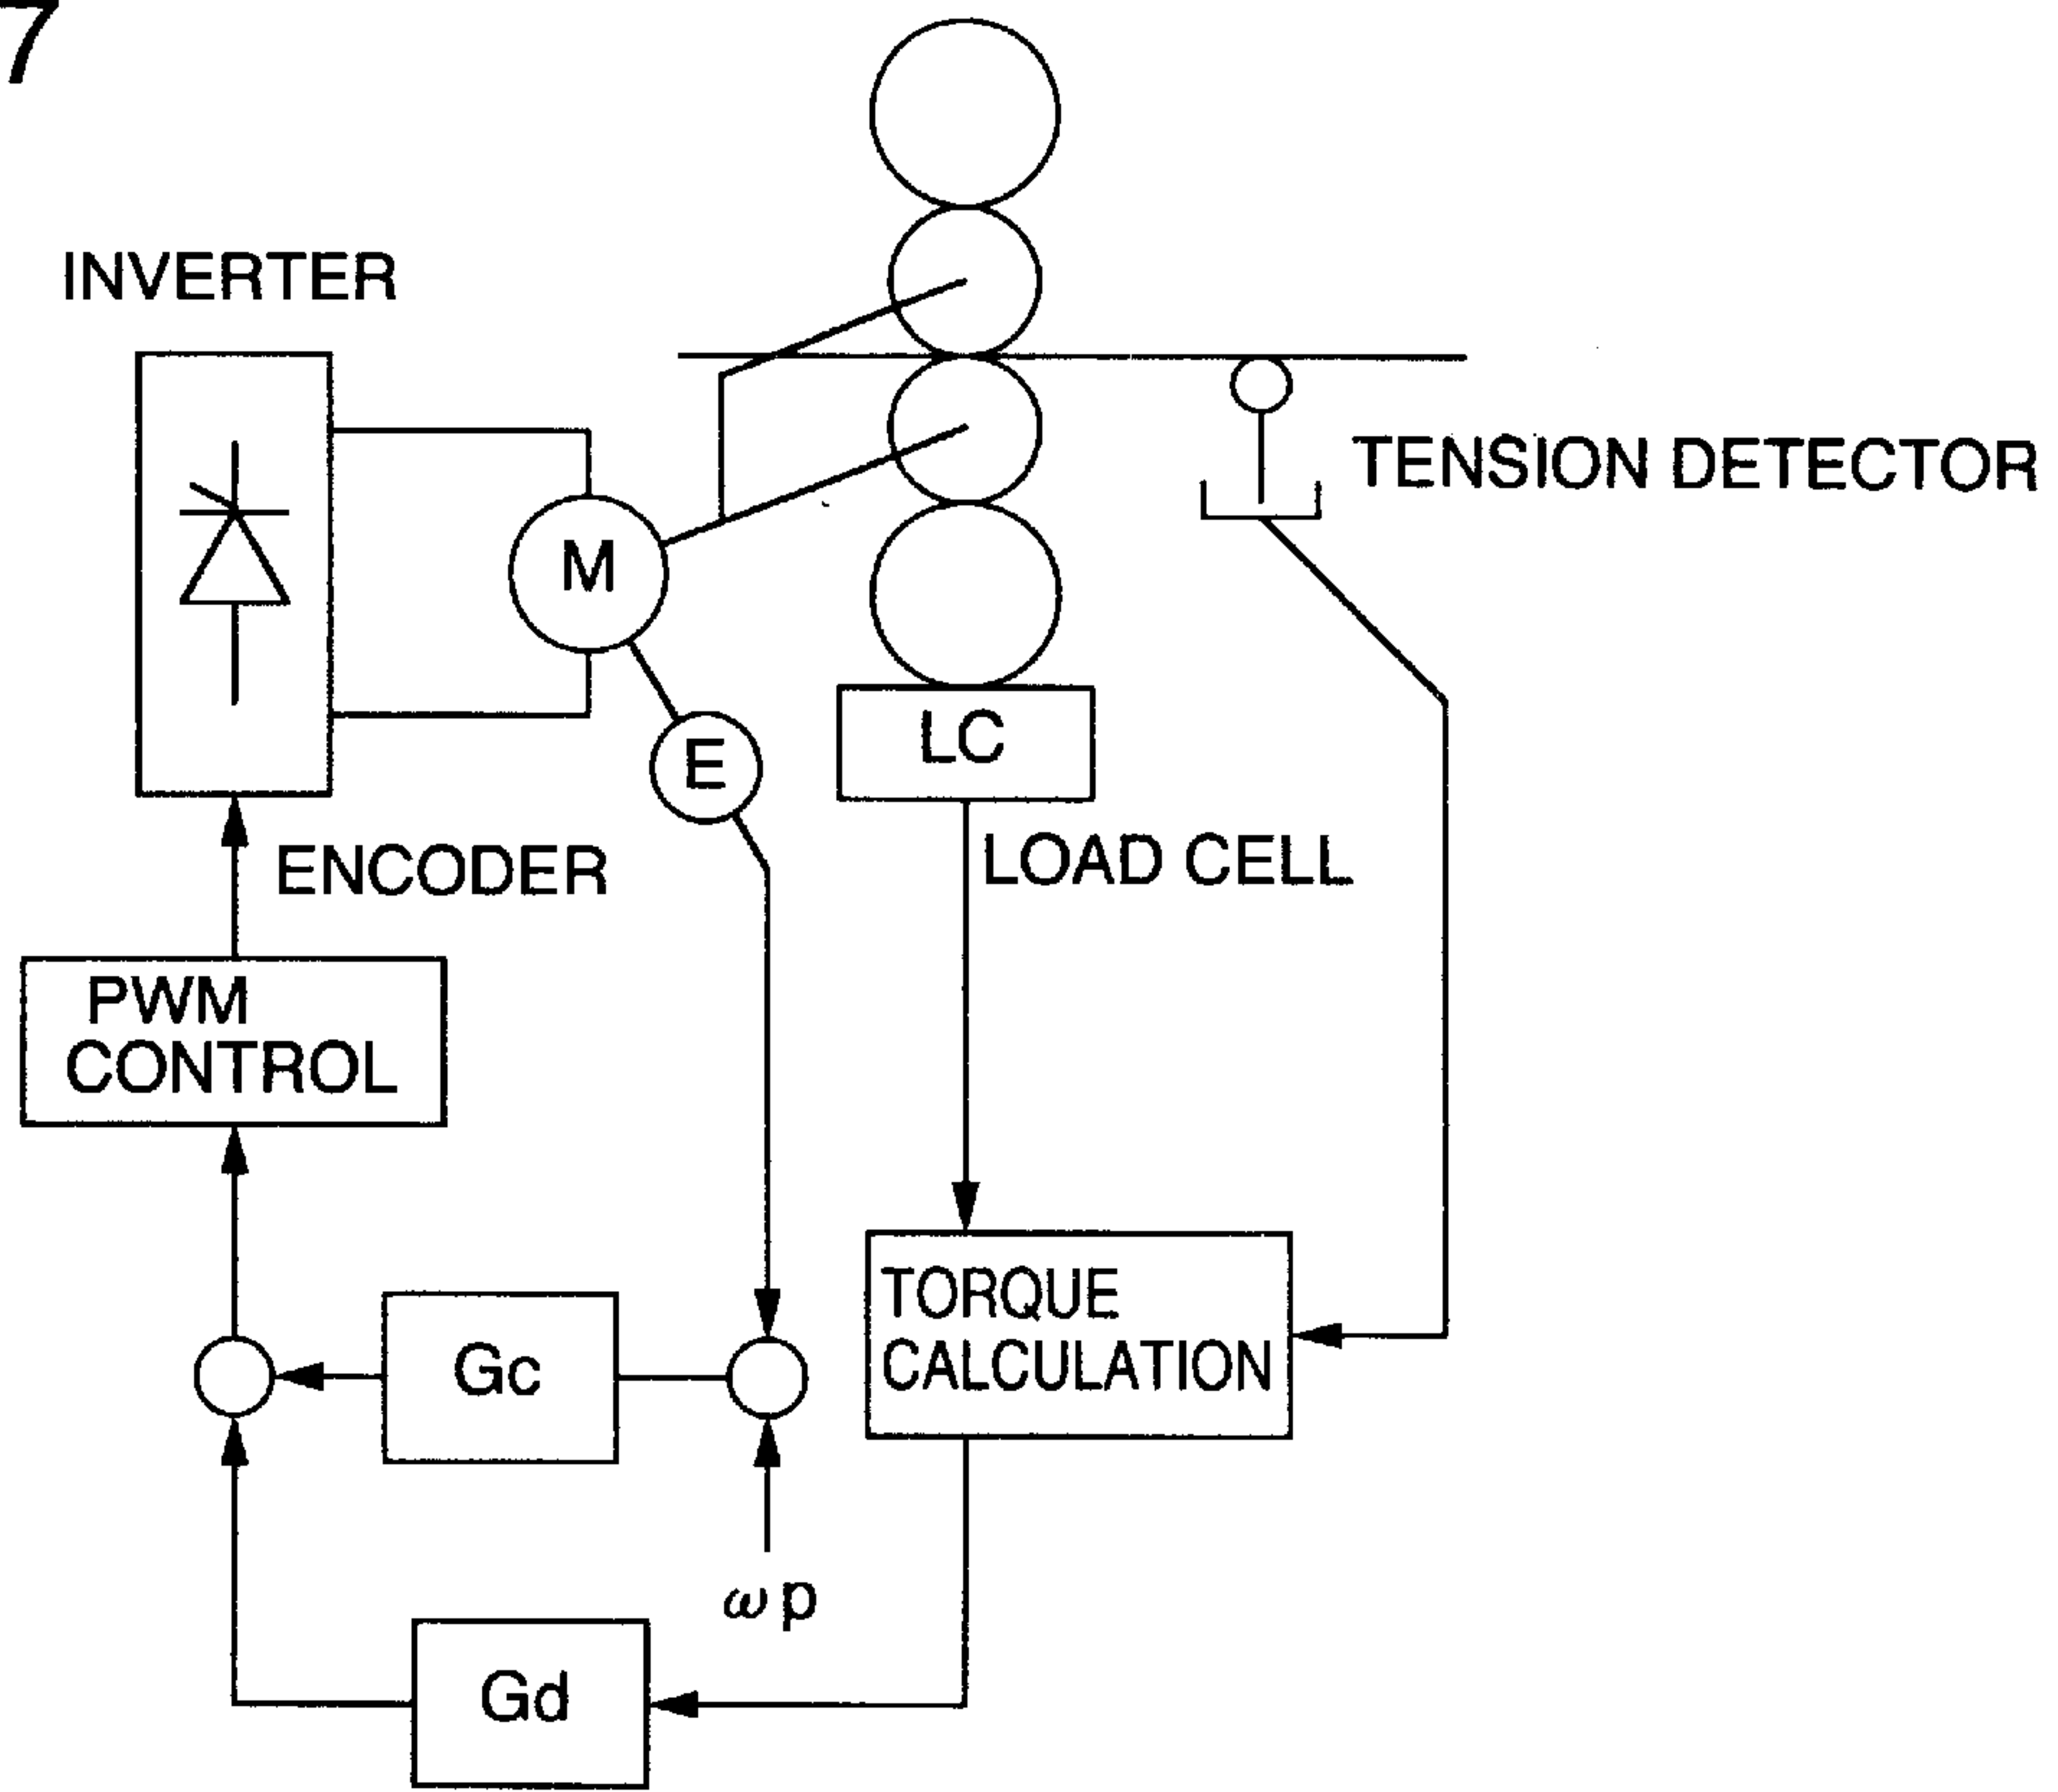 7
INVERTER
TENSION DETECTOR
M
LC
E
LOAD CELL
ENCODER
PWM
CONTROL
TORQUE
CALCULATION
Gc
ωp
Gd